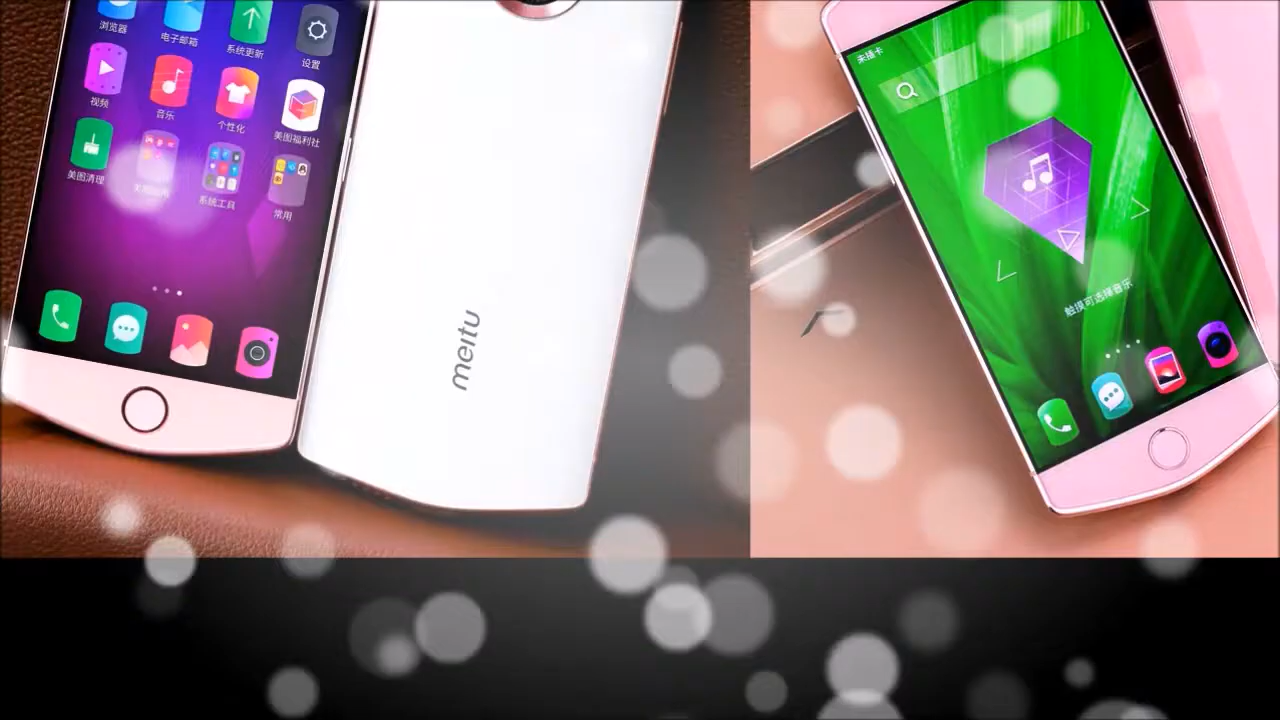 浏览器
电子邮箱
系统更新
设置
视频
音乐
个性化
美图福利社
美图清理
系统工具
常用
meitu
未插卡
触摸可选择音乐